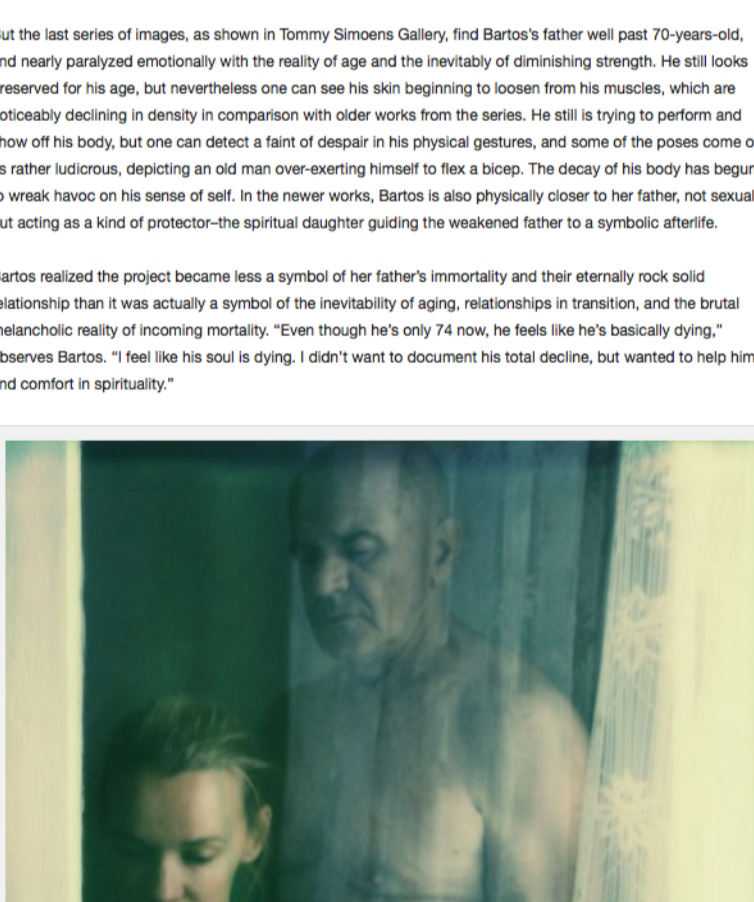 ut the last series of images, as shown in Tommy Simoens Gallery, find Bartos's father well past 70-years-old,
nd nearly paralyzed emotionally with the reality of age and the inevitably of diminishing strength. He still looks
reserved for his age, but nevertheless one can see his skin beginning to loosen from his muscles, which are
oticeably declining in density in comparison with older works from the series. He still is trying to perform and
how off his body, but one can detect a faint of despair in his physical gestures, and some of the poses come o
s rather ludicrous, depicting an old man over-exerting himself to flex a bicep. The decay of his body has begun
o wreak havoc on his sense of self. In the newer works, Bartos is also physically closer to her father, not sexual
ut acting as a kind of protector–the spiritual daughter guiding the weakened father to a symbolic afterlife.
artos realized the project became less a symbol of her father's immortality and their eternally rock solid
elationship than it was actually a symbol of the inevitability of aging, relationships in transition, and the brutal
melancholic reality of incoming mortality. “Even though he's only 74 now, he feels like he's basically dying,”
bserves Bartos. “I feel like his soul is dying. I didn't want to document his total decline, but wanted to help him
nd comfort in spirituality.”